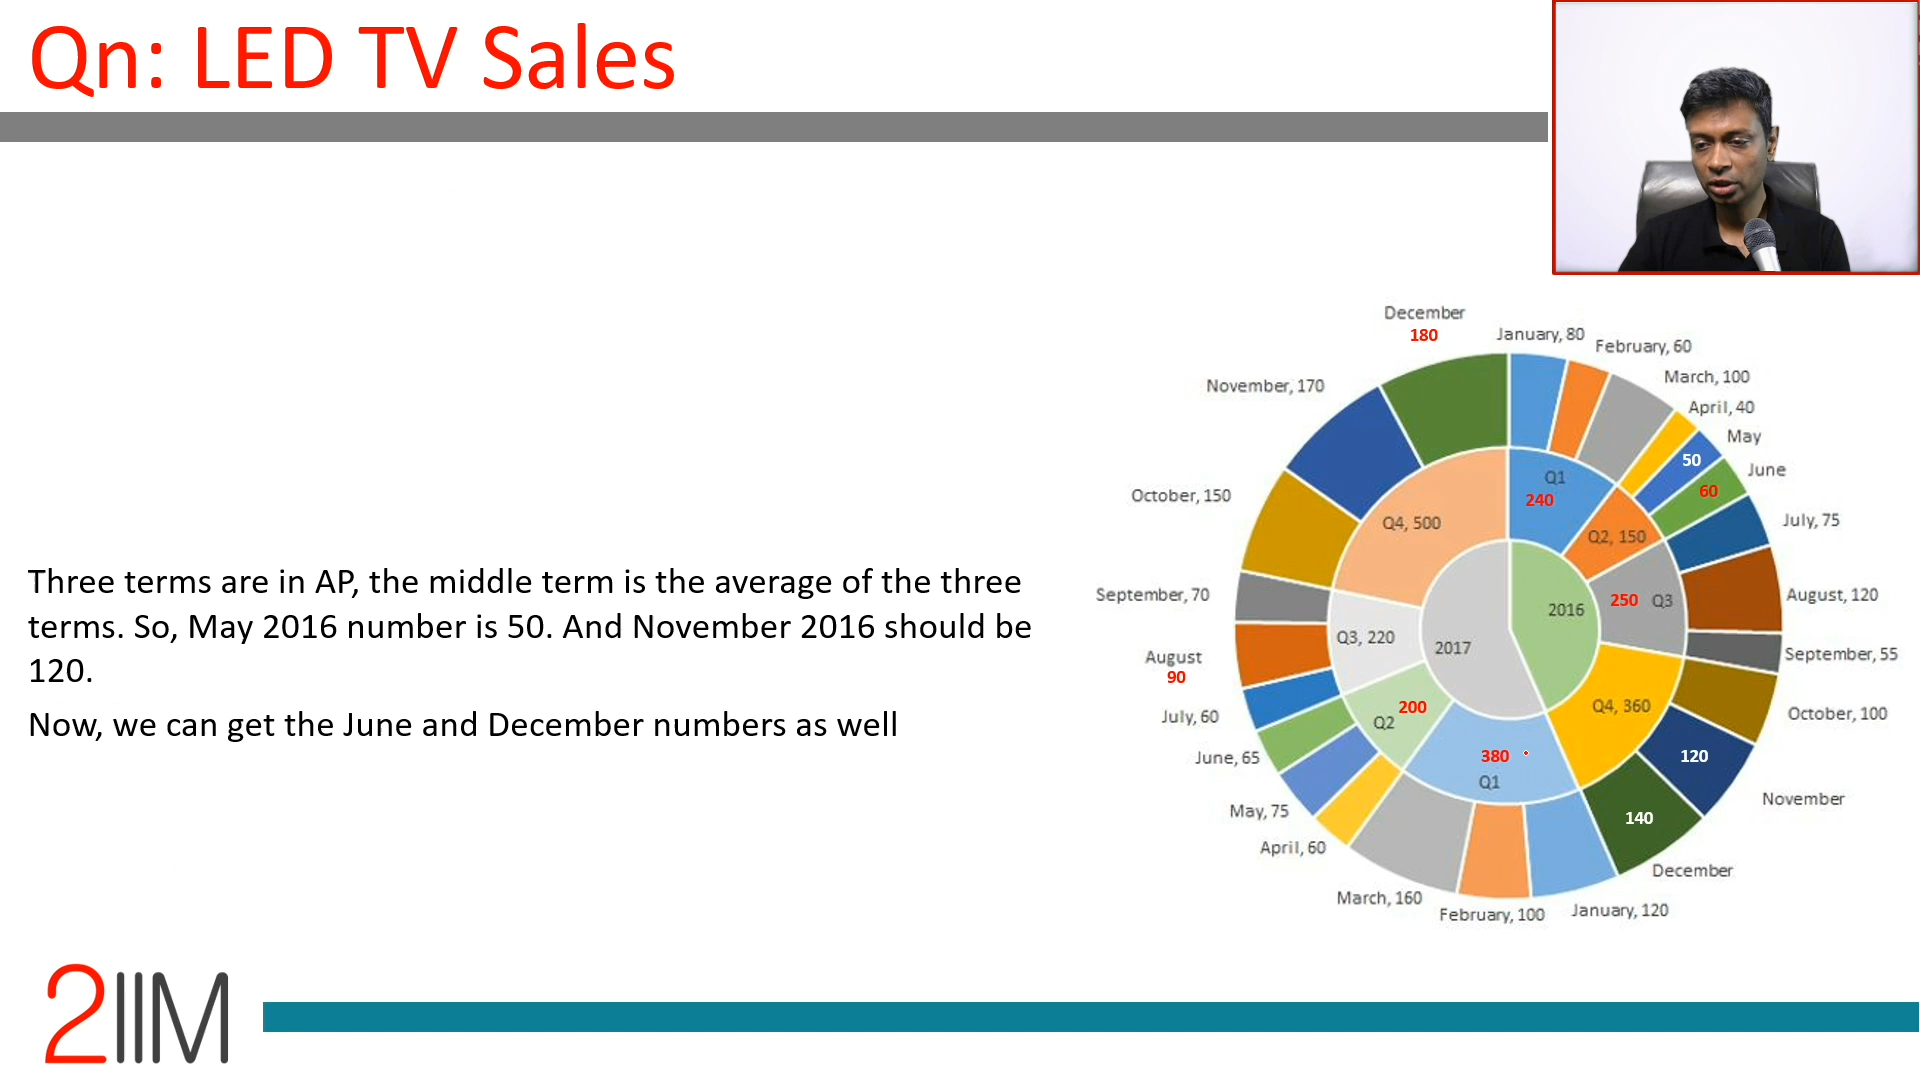 Qn: LED TV Sales
Three terms are in AP, the middle term is the average of the three
terms. So, May 2016 number is 50. And November 2016 should be
120.
Now, we can get the June and December numbers as well
December
180
January, 80
February, 60
March, 100
April, 40
May
50
June
60
July, 75
August, 120
September, 55
October, 100
November
120
December
140
January, 120
February, 100
March, 160
April, 60
May, 75
June, 65
July, 60
August
90
September, 70
October, 150
November, 170
Q1
240
Q2, 150
250 Q3
Q4, 360
380
Q1
200
Q2
Q3, 220
Q4, 500
2016
2017
2IIM